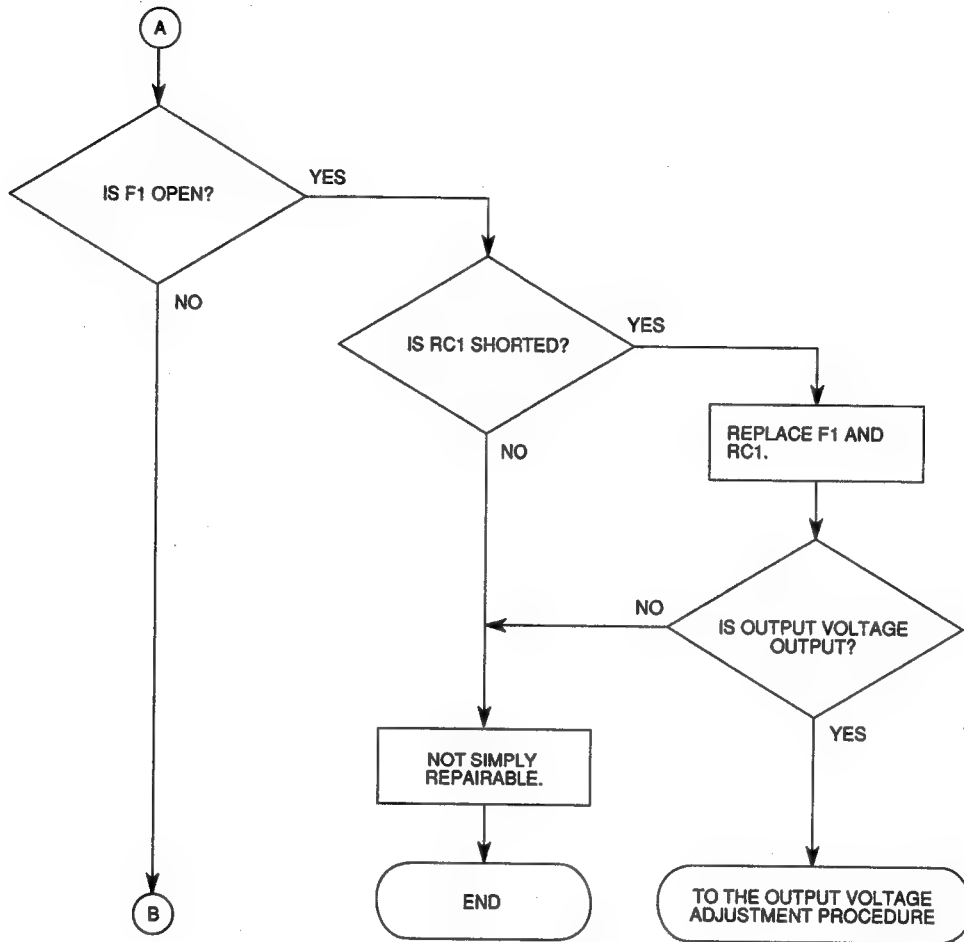 A
IS F1 OPEN?
YES
NO
IS RC1 SHORTED?
YES
NO
REPLACE F1 AND
RC1.
IS OUTPUT VOLTAGE
OUTPUT?
NO
YES
NOT SIMPLY
REPAIRABLE.
END
TO THE OUTPUT VOLTAGE
ADJUSTMENT PROCEDURE
B